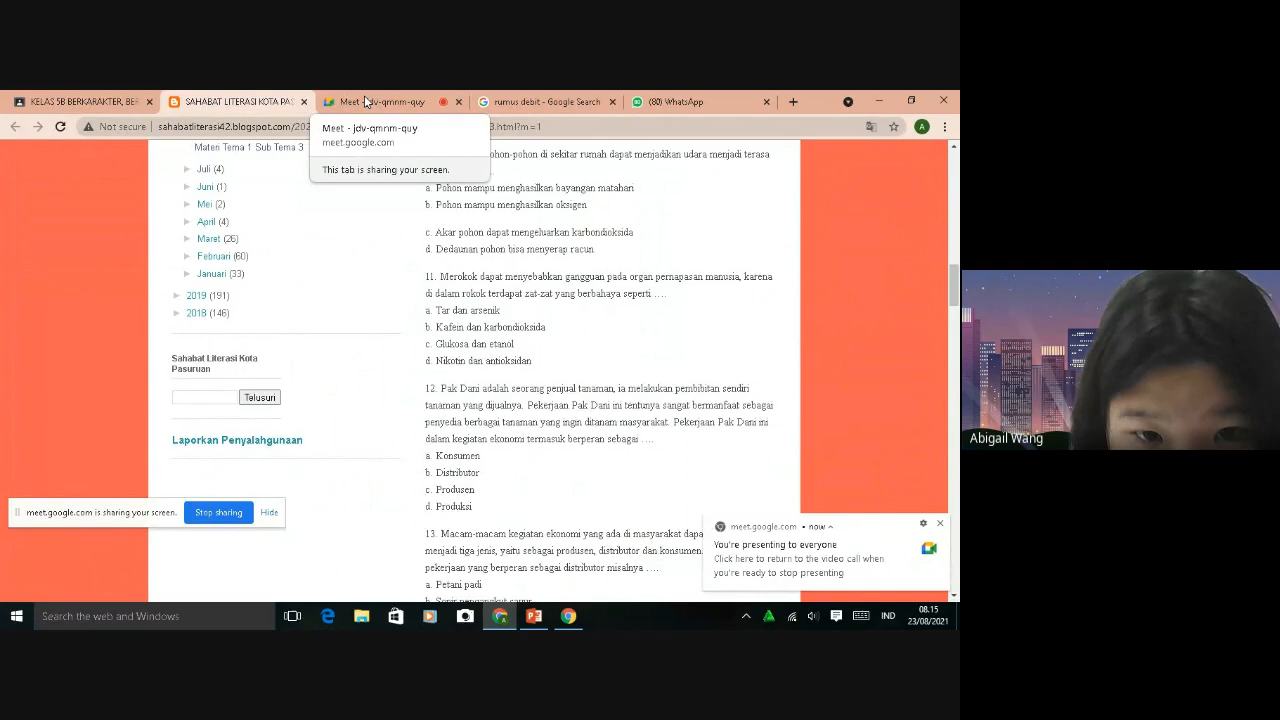 KELAS 5B BERKARAKTER, BER
SAHABAT LITERASI KOTA PAS
Meet - jdv-qmnm-quy
rumus debit - Google Search
(80) WhatsApp
Not secure
sahabatliterasi42.blogspot.com/202
3.html?m=1
A
Meet - jdv-qmnm-quy
meet.google.com
This tab is sharing your screen.
Materi Tema 1 Sub Tema 3
Juli (4)
Juni (1)
Mei (2)
April (4)
Maret (26)
Februari (60)
Januari (33)
2019 (191)
2018 (146)
Sahabat Literasi Kota
Pasuruan
Telusuri
Laporkan Penyalahgunaan
ohon-pohon di sekitar rumah dapat menjadikan udara menjadi terasa
a. Pohon mampu menghasilkan bayangan matahari
b. Pohon mampu menghasilkan oksigen
c. Akar pohon dapat mengeluarkan karbondioksida
d. Dedaunan pohon bisa menyerap racun
11. Merokok dapat menyebabkan gangguan pada organ pernapasan manusia, karena
di dalam rokok terdapat zat-zat yang berbahaya seperti ….
a. Tar dan arsenik
b. Kafein dan karbondioksida
c. Glukosa dan etanol
d. Nikotin dan antioksidan
12. Pak Dani adalah seorang penjual tanaman, ia melakukan pembibitan sendiri
tanaman yang dijualnya. Pekerjaan Pak Dani ini tentunya sangat bermanfaat sebagai
penyedia berbagai tanaman yang ingin ditanam masyarakat. Pekerjaan Pak Dani ini
dalam kegiatan ekonomi termasuk berperan sebagai ….
a. Konsumen
b. Distributor
c. Produsen
d. Produksi
13. Macam-macam kegiatan ekonomi yang ada di masyarakat dapa
menjadi tiga jenis, yaitu sebagai produsen, distributor dan konsumen.
pekerjaan yang berperan sebagai distributor misalnya ….
a. Petani padi
meet.google.com is sharing your screen.
Stop sharing
Hide
meet.google.com • now
You're presenting to everyone
Click here to return to the video call when
you're ready to stop presenting
Abigail Wang
Search the web and Windows
IND
08.15
23/08/2021